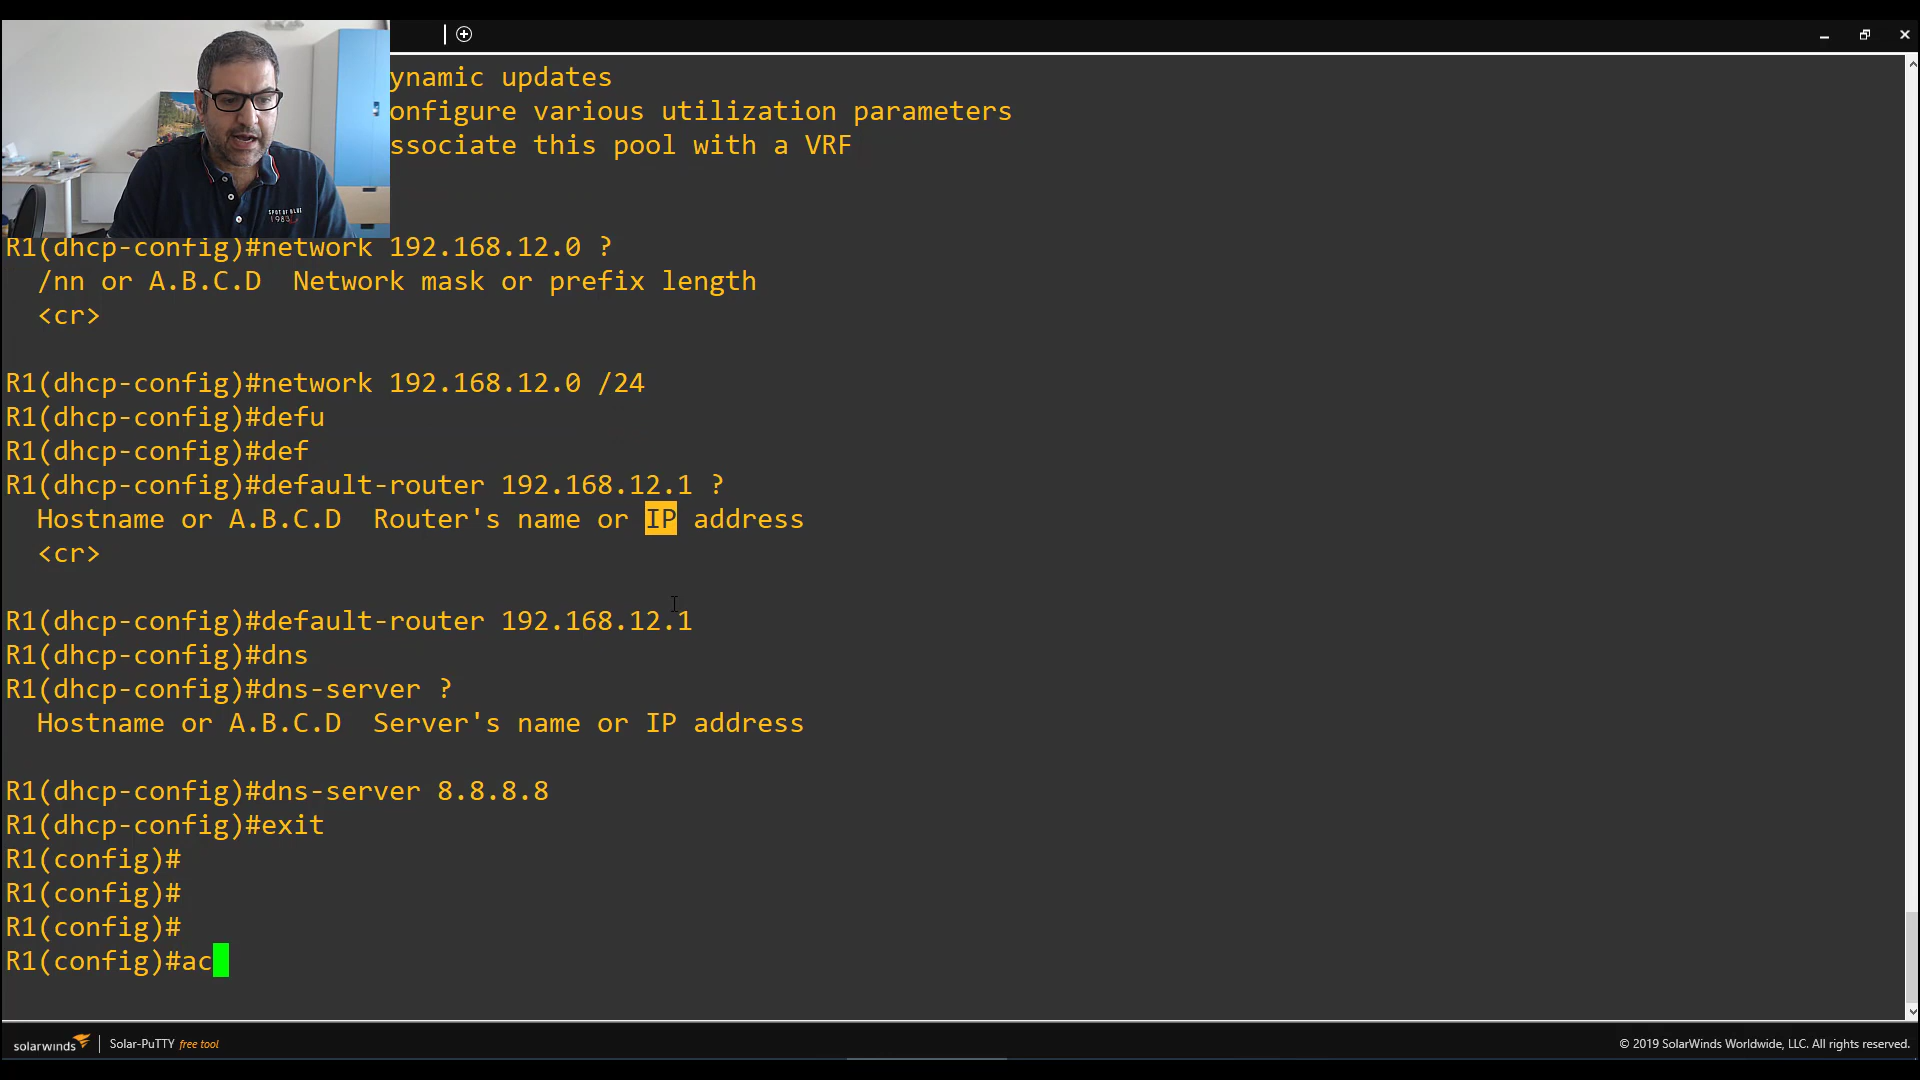 ynamic updates
onfigure various utilization parameters
ssociate this pool with a VRF
SPOT OF BLUE
1983
R1(dhcp-config)#network 192.168.12.0 ?
/nn or A.B.C.D  Network mask or prefix length
<cr>
R1(dhcp-config)#network 192.168.12.0 /24
R1(dhcp-config)#defu
R1(dhcp-config)#def
R1(dhcp-config)#default-router 192.168.12.1 ?
Hostname or A.B.C.D  Router's name or IP address
<cr>
R1(dhcp-config)#default-router 192.168.12.1
R1(dhcp-config)#dns
R1(dhcp-config)#dns-server ?
Hostname or A.B.C.D  Server's name or IP address
R1(dhcp-config)#dns-server 8.8.8.8
R1(dhcp-config)#exit
R1(config)#
R1(config)#
R1(config)#
R1(config)#ac
solarwinds | Solar-PuTTY free tool
© 2019 SolarWinds Worldwide, LLC. All rights reserved.